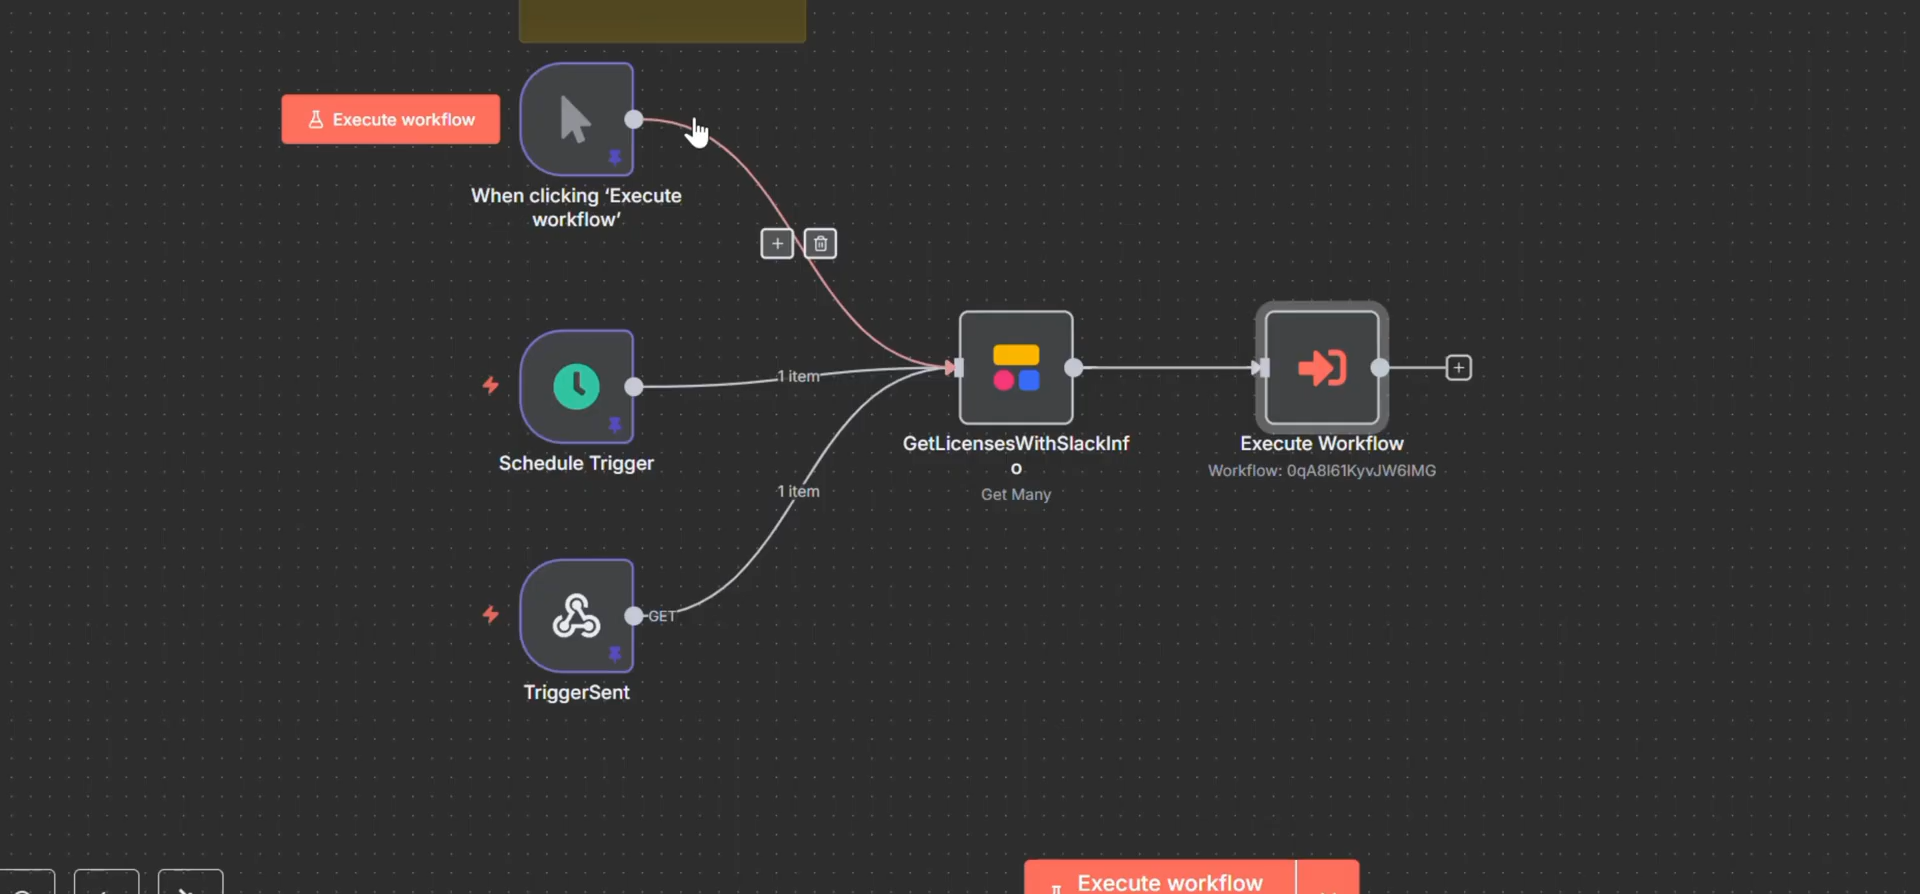 Execute workflow
When clicking ‘Execute
workflow’
1 item
Schedule Trigger
GetLicensesWithSlackInf
o
Get Many
Execute Workflow
Workflow: 0qA8I61KyvJW6IMG
1 item
GET
TriggerSent
Execute workflow